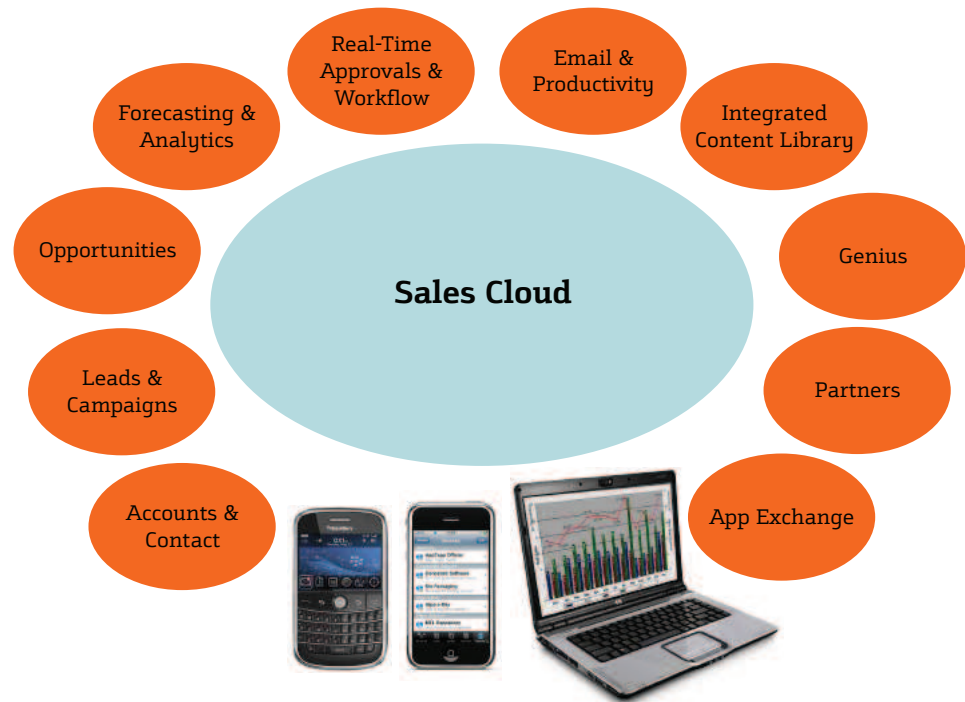 Real-Time
Approvals &
Workflow
Email &
Productivity
Forecasting &
Analytics
Integrated
Content Library
Opportunities
Genius
Sales Cloud
Leads &
Campaigns
Partners
Accounts &
Contact
App Exchange
BlackBerry